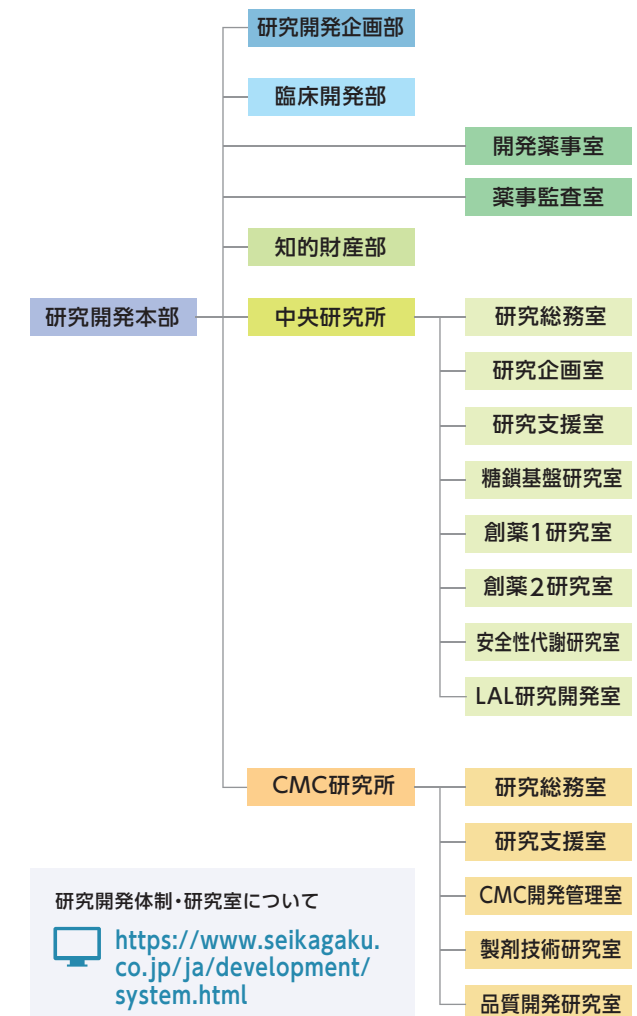 研究開発企画部
臨床開発部
開発薬事室
薬事監査室
知的財産部
研究開発本部
中央研究所
研究総務室
研究企画室
研究支援室
糖鎖基盤研究室
創薬1研究室
創薬2研究室
安全性代謝研究室
LAL研究開発室
CMC研究所
研究総務室
研究支援室
CMC開発管理室
製剤技術研究室
品質開発研究室
研究開発体制・研究室について
https://www.seikagaku.
co.jp/ja/development/
system.html